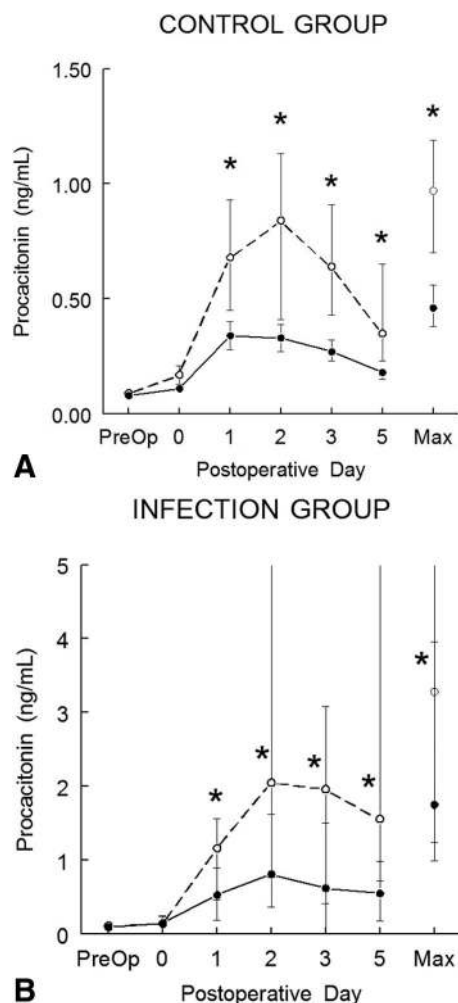 CONTROL GROUP
1.50
*
*
*
*
*
1.00
Procacitonin (ng/mL)
0.50
0.00
PreOp 0 1 2 3 5 Max
A
Postoperative Day
INFECTION GROUP
5
4
*
3
Procacitonin (ng/mL)
*
*
*
2
*
1
0
PreOp 0 1 2 3 5 Max
B
Postoperative Day